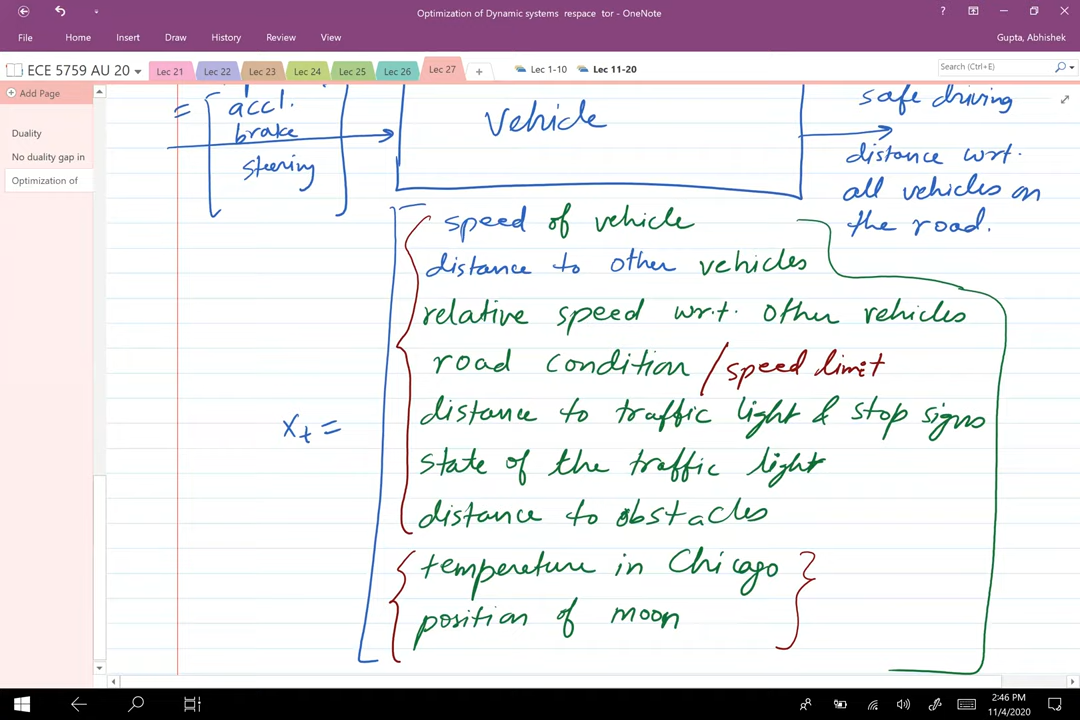 Optimization of Dynamic systems respace tor - OneNote
File Home Insert Draw History Review View Gupta, Abhishek
ECE 5759 AU 20 Lec 21 Lec 22 Lec 23 Lec 24 Lec 25 Lec 26 Lec 27 Lec 1-10 Lec 11-20 Search (Ctrl+E)
Add Page
Duality
No duality gap in
Optimization of
= accl.
brake
steering
Vehicle
safe driving
distance wrt.
all vehicles on
the road.
speed of vehicle
distance to other vehicles
relative speed wr.t. other vehicles
road condition / speed limit
distance to traffic light & stop signs
xt =
state of the traffic light
distance to obstacles
temperature in Chicago
position of moon
2:46 PM
11/4/2020